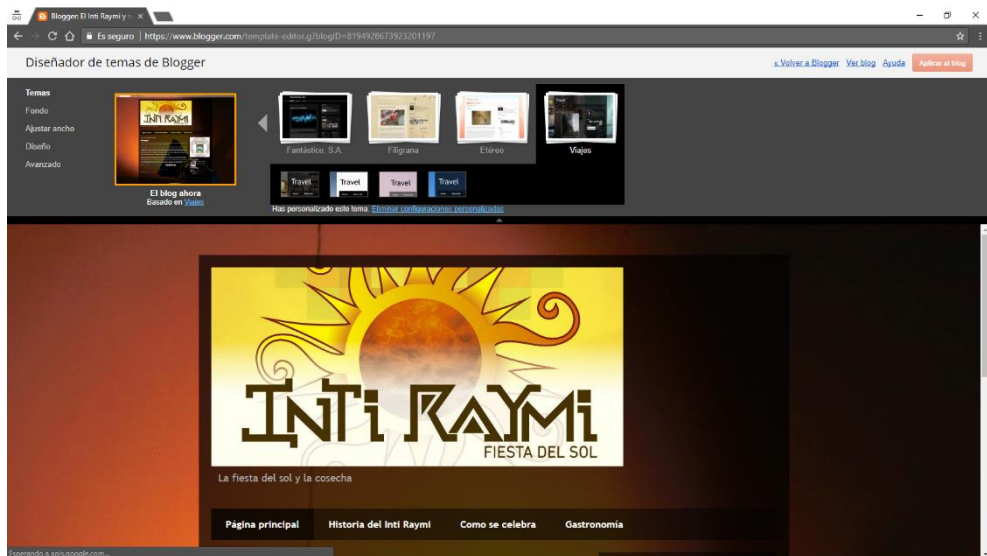 Blogger: El Inti Raymi y
Es seguro | https://www.blogger.com/template-editor.g?blogID=8194928673923201197
Diseñador de temas de Blogger
« Volver a Blogger Ver blog Ayuda Aplicar al blog
Temas
Fondo
Ajustar ancho
Diseño
Avanzado
INTI RAYMI
El blog ahora
Basado en Viajes
Fantástico, S.A. Filigrana Etéreo Viajes
Travel Travel Travel Travel
Has personalizado este tema. Eliminar configuraciones personalizadas
INTI RAYMI
FIESTA DEL SOL
La fiesta del sol y la cosecha
Página principal Historia del Inti Raymi Como se celebra Gastronomía
Esperando a apis.google.com...